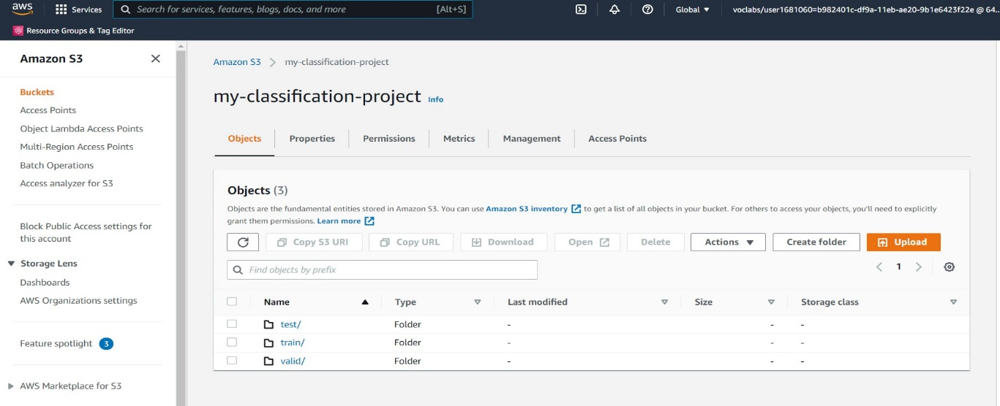 aws
Services
Search for services, features, blogs, docs, and more
[Alt+S]
Global
voclabs/user1681060=b982401c-df9a-11eb-ae20-9b1e6423f22e @ 64...
Resource Groups & Tag Editor
Amazon S3
Buckets
Access Points
Object Lambda Access Points
Multi-Region Access Points
Batch Operations
Access analyzer for S3
Block Public Access settings for
this account
Storage Lens
Dashboards
AWS Organizations settings
Feature spotlight 3
AWS Marketplace for S3
Amazon S3 > my-classification-project
my-classification-project Info
Objects Properties Permissions Metrics Management Access Points
Objects (3)
Objects are the fundamental entities stored in Amazon S3. You can use Amazon S3 inventory to get a list of all objects in your bucket. For others to access your objects, you'll need to explicitly
grant them permissions. Learn more
Copy S3 URI Copy URL Download Open Delete Actions Create folder Upload
Find objects by prefix
< 1 >
Name Type Last modified Size Storage class
test/ Folder - - -
train/ Folder - - -
valid/ Folder - - -